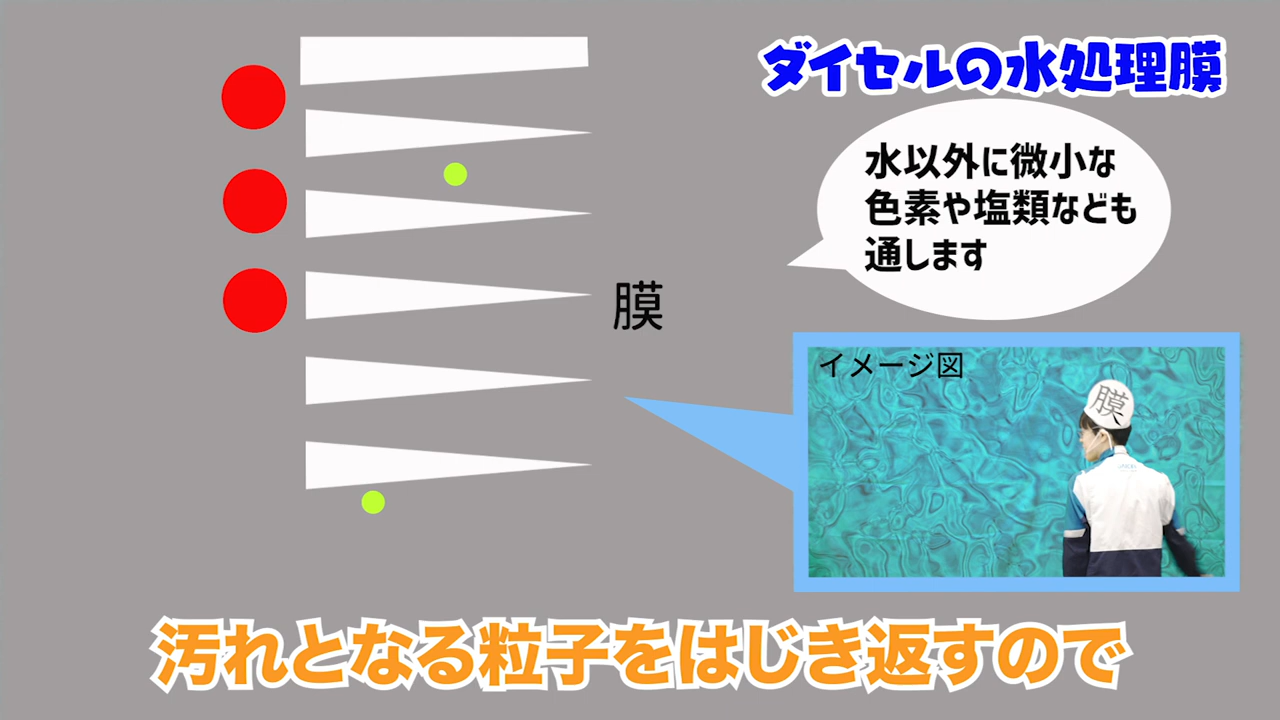 ダイセルの水処理膜
水以外に微小な
色素や塩類なども
通します
膜
イメージ図
膜
汚れとなる粒子をはじき返すので